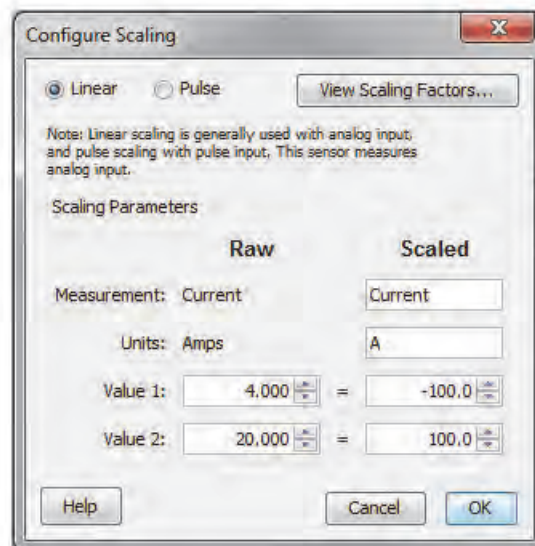 Configure Scaling
Linear Pulse View Scaling Factors...
Note: Linear scaling is generally used with analog input,
and pulse scaling with pulse input. This sensor measures
analog input.
Scaling Parameters
Raw Scaled
Measurement: Current Current
Units: Amps A
Value 1: 4.000 = -100.0
Value 2: 20.000 = 100.0
Help Cancel OK